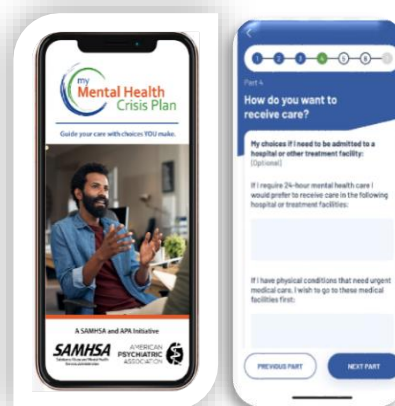 my
Mental Health
Crisis Plan
Guide your care with choices YOU make.
A SAMHSA and APA Initiative
SAMHSA
AMERICAN
PSYCHIATRIC
ASSOCIATION
Part 4
How do you want to
receive care?
My choices if I need to be admitted to a
hospital or other treatment facility:
[Optional]
If I require 24-hour mental health care I
would prefer to receive care in the following
hospital or treatment facilities:
If I have physical conditions that need urgent
medical care. I wish to go to these medical
facilities first:
PREVIOUS PART
NEXT PART